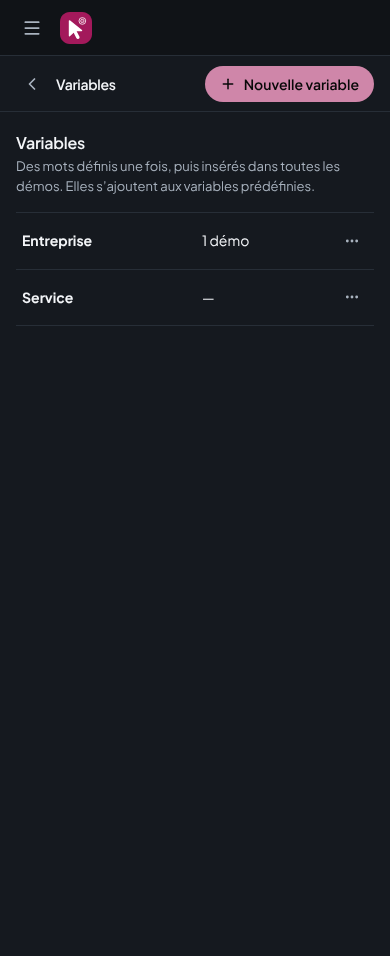 Variables
Nouvelle variable
Variables
Des mots définis une fois, puis insérés dans toutes les
démos. Elles s'ajoutent aux variables prédéfinies.
Entreprise 1 démo
Service —